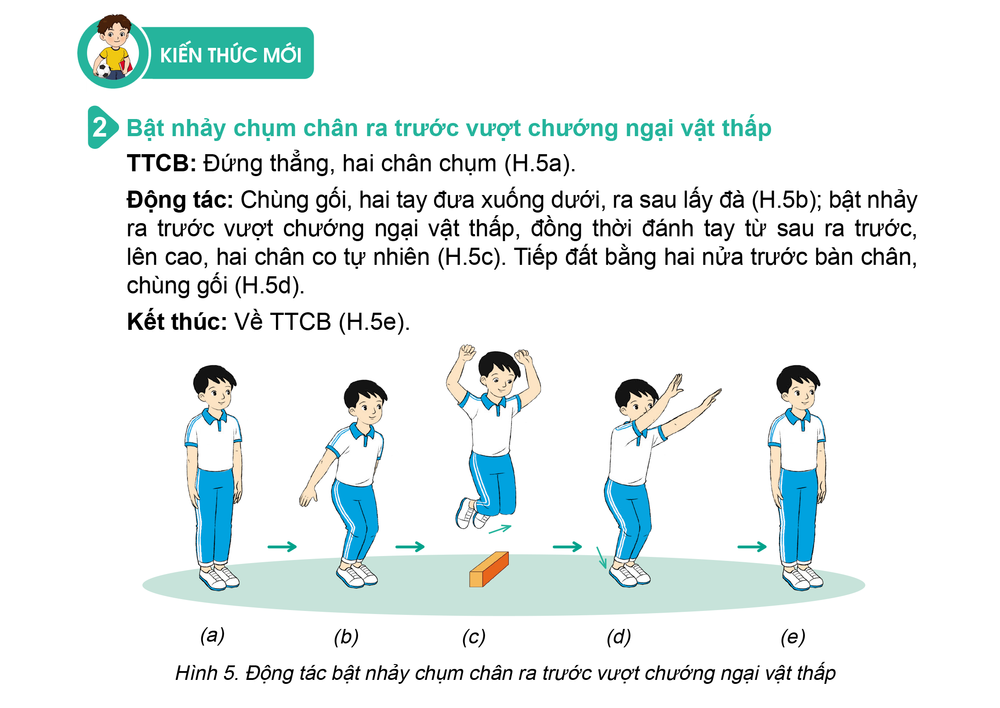 KIẾN THỨC MỚI
2 Bật nhảy chụm chân ra trước vượt chướng ngại vật thấp
TTCB: Đứng thẳng, hai chân chụm (H.5a).
Động tác: Chùng gối, hai tay đưa xuống dưới, ra sau lấy đà (H.5b); bật nhảy
ra trước vượt chướng ngại vật thấp, đồng thời đánh tay từ sau ra trước,
lên cao, hai chân co tự nhiên (H.5c). Tiếp đất bằng hai nửa trước bàn chân,
chùng gối (H.5d).
Kết thúc: Về TTCB (H.5e).
(a) (b) (c) (d) (e)
Hình 5. Động tác bật nhảy chụm chân ra trước vượt chướng ngại vật thấp